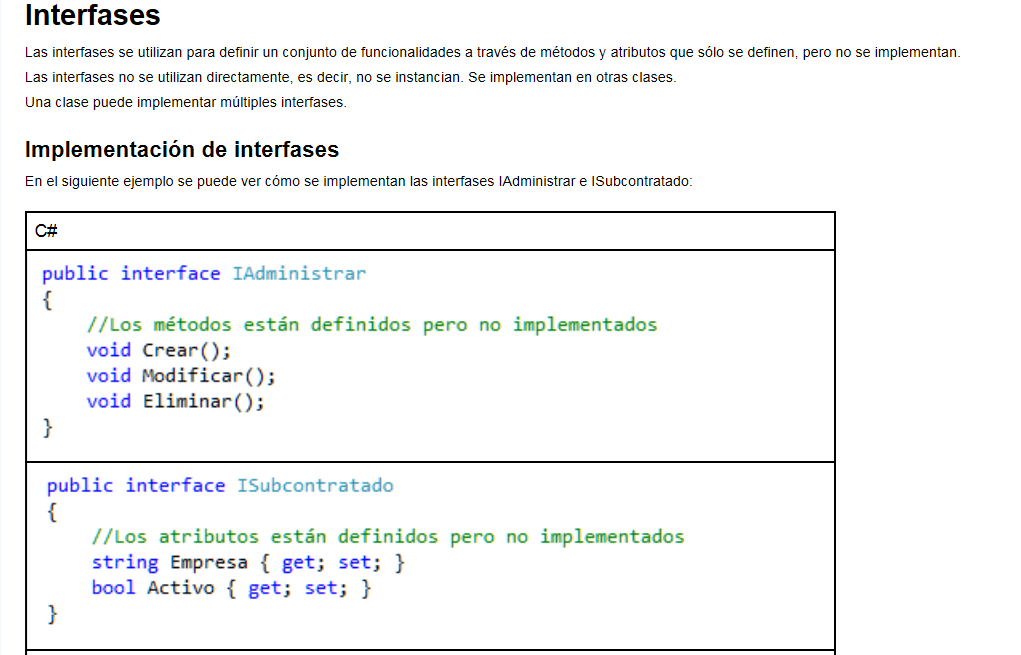 Interfases
Las interfases se utilizan para definir un conjunto de funcionalidades a través de métodos y atributos que sólo se definen, pero no se implementan.
Las interfases no se utilizan directamente, es decir, no se instancian. Se implementan en otras clases.
Una clase puede implementar múltiples interfases.
Implementación de interfases
En el siguiente ejemplo se puede ver cómo se implementan las interfases IAdministrar e ISubcontratado:
C#
public interface IAdministrar
{
//Los métodos están definidos pero no implementados
void Crear();
void Modificar();
void Eliminar();
}
public interface ISubcontratado
{
//Los atributos están definidos pero no implementados
string Empresa { get; set; }
bool Activo { get; set; }
}